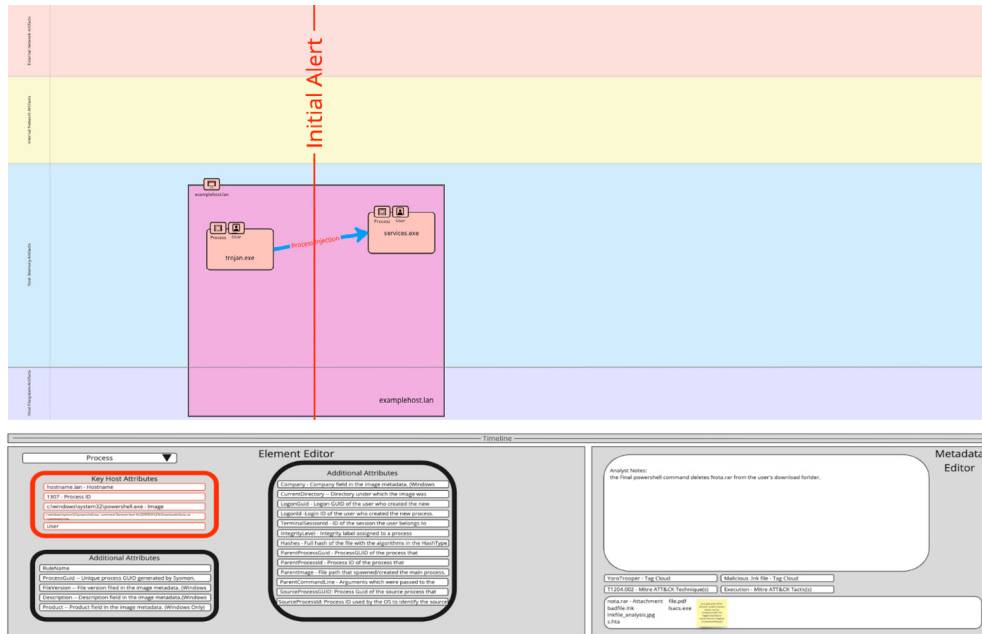 External Network Artifacts
Internal Network Artifacts
Host Memory Artifacts
Host Filesystem Artifacts
Initial Alert
examplehost.lan
Process User
trojan.exe
Process Injection
Process User
services.exe
examplehost.lan
Timeline
Process
Element Editor
Key Host Attributes
hostname.lan - Hostname
1307 - Process ID
c:\windows\system32\powershell.exe - Image
User
Additional Attributes
RuleName
ProcessGuid -- Unique process GUID generated by Sysmon.
FileVersion -- File version filed in the image metadata. (Windows
Description -- Description field in the image metadata. (Windows
Product -- Product field in the image metadata. (Windows Only)
Additional Attributes
Company - Company field in the image metadata. (Windows
CurrentDirectory -- Directory under which the image was
LogonGuid - Logon GUID of the user who created the new
LogonId -Login ID of the user who created the new process.
TerminalSessionId - ID of the session the user belongs to
IntegrityLevel - Integrity label assigned to a process
Hashes - Full hash of the file with the algorithms in the HashType
ParentProcessGuid - ProcessGUID of the process that
ParentProcessId - Process ID of the process that
ParentImage - File path that spawned/created the main process.
ParentCommandLine - Arguments which were passed to the
SourceProcessGUID: Process Guid of the source process that
SourceProcessId: Process ID used by the OS to identify the source
Metadata
Editor
Analyst Notes:
the Final powershell command deletes Nota.rar from the user's download forlder.
YoroTrooper - Tag Cloud
Malicious .lnk file - Tag Cloud
T1204.002 - Mitre ATT&CK Technique(s)
Execution - Mitre ATT&CK Tactic(s)
nota.rar - Attachment file.pdf
badfile.lnk lsacs.exe
lnkfile_analysis.jpg
s.hta